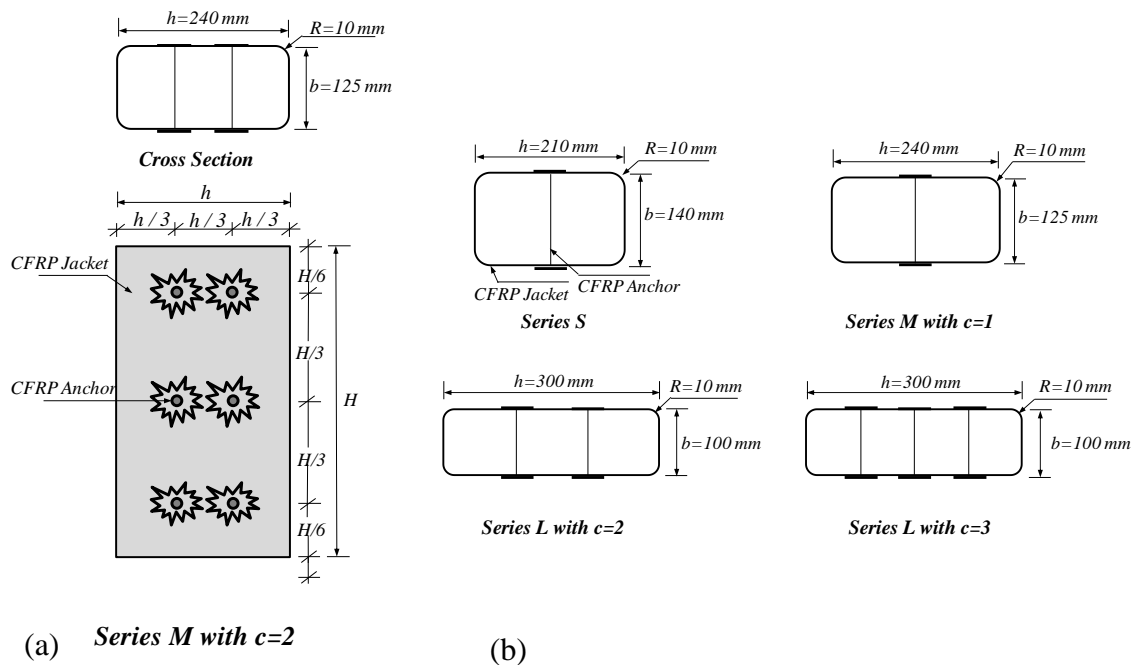 h=240 mm
R=10 mm
b=125 mm
Cross Section
h
h / 3
h / 3
h / 3
CFRP Jacket
H/6
H/3
CFRP Anchor
H
H/3
H/6
(a) Series M with c=2
h=210 mm
R=10 mm
b=140 mm
CFRP Jacket
CFRP Anchor
Series S
h=240 mm
R=10 mm
b=125 mm
Series M with c=1
h=300 mm
R=10 mm
b=100 mm
Series L with c=2
h=300 mm
R=10 mm
b=100 mm
Series L with c=3
(b)